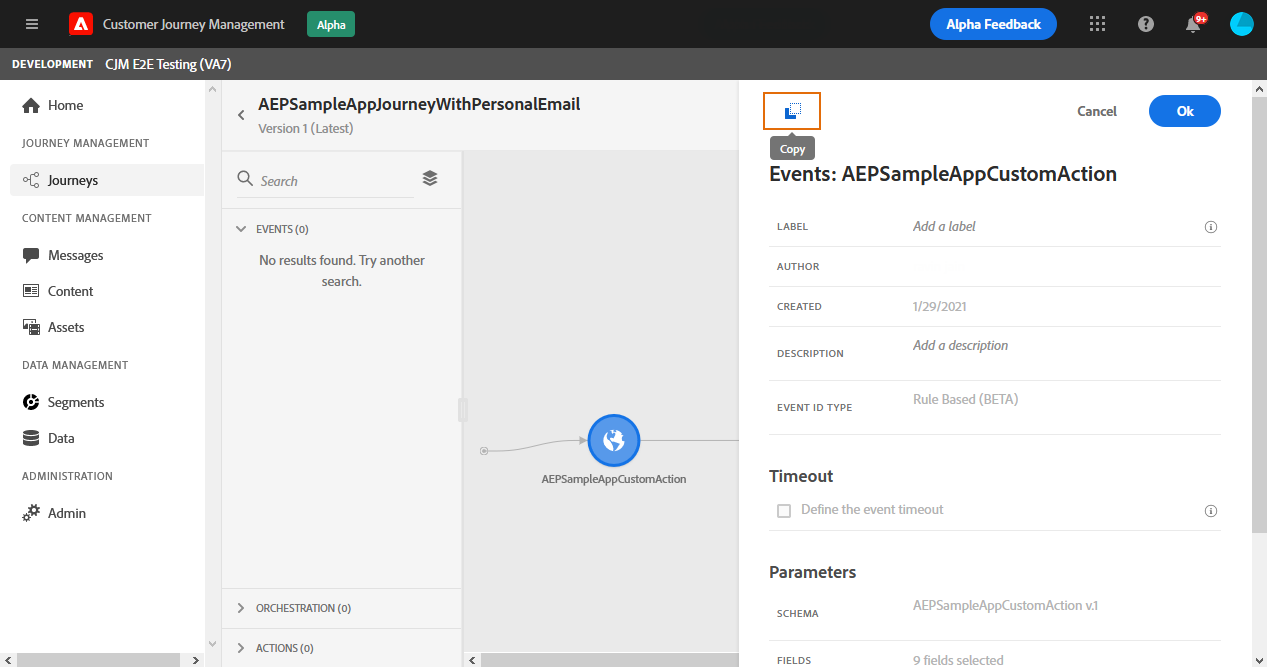 Customer Journey Management
Alpha
Alpha Feedback
9+
DEVELOPMENT CJM E2E Testing (VA7)
Home
JOURNEY MANAGEMENT
Journeys
CONTENT MANAGEMENT
Messages
Content
Assets
DATA MANAGEMENT
Segments
Data
ADMINISTRATION
Admin
AEPSampleAppJourneyWithPersonalEmail
Version 1 (Latest)
Search
EVENTS (0)
No results found. Try another
search.
ORCHESTRATION (0)
ACTIONS (0)
AEPSampleAppCustomAction
Copy
Cancel
Ok
Events: AEPSampleAppCustomAction
LABEL Add a label
AUTHOR
CREATED 1/29/2021
DESCRIPTION Add a description
EVENT ID TYPE Rule Based (BETA)
Timeout
Define the event timeout
Parameters
SCHEMA AEPSampleAppCustomAction v.1
FIELDS 9 fields selected